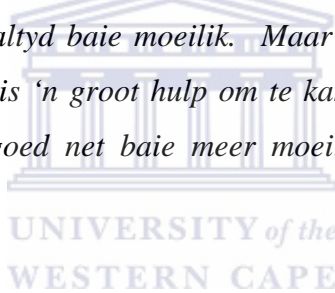 altyd baie moeilik. Maar
is ‘n groot hulp om te ka
goed net baie meer moei
UNIVERSITY of the
WESTERN CAPE